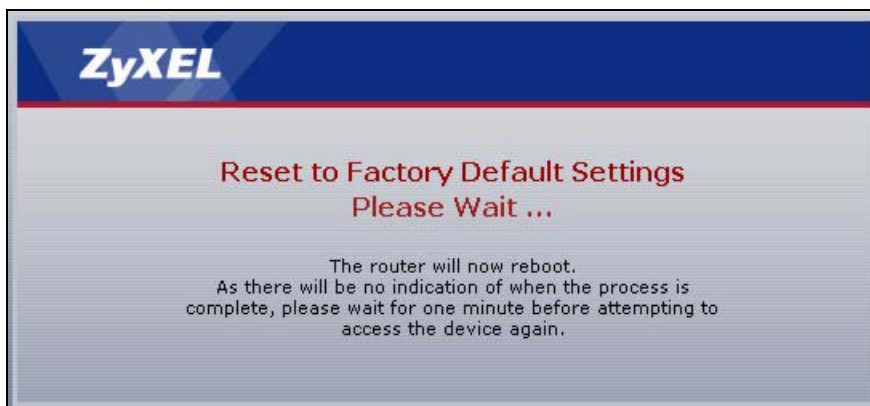 ZyXEL
Reset to Factory Default Settings
Please Wait ...
The router will now reboot.
As there will be no indication of when the process is
complete, please wait for one minute before attempting to
access the device again.